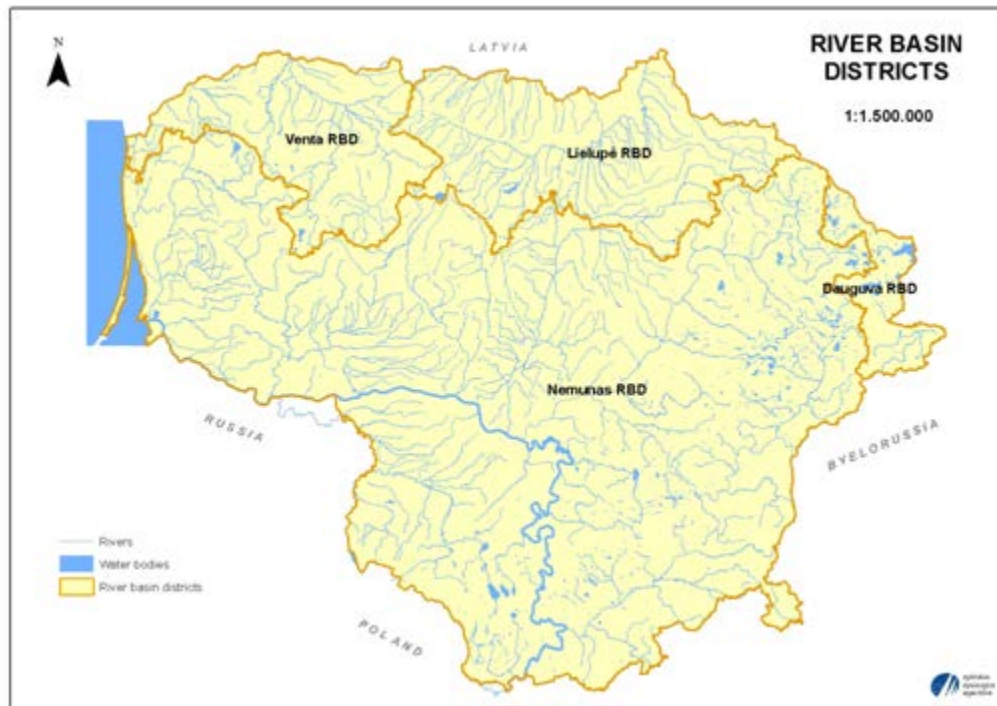 N
LATVIA
RIVER BASIN
DISTRICTS
1:1.500.000
Venta RBD
Lielupė RBD
Dauguva RBD
Nemunas RBD
RUSSIA
BYELORUSSIA
Rivers
Water bodies
River basin districts
POLAND